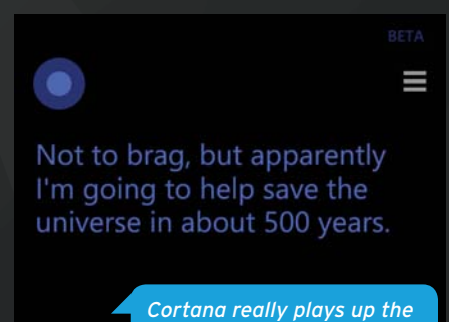 BETA
Not to brag, but apparently
I'm going to help save the
universe in about 500 years.
Cortana really plays up the